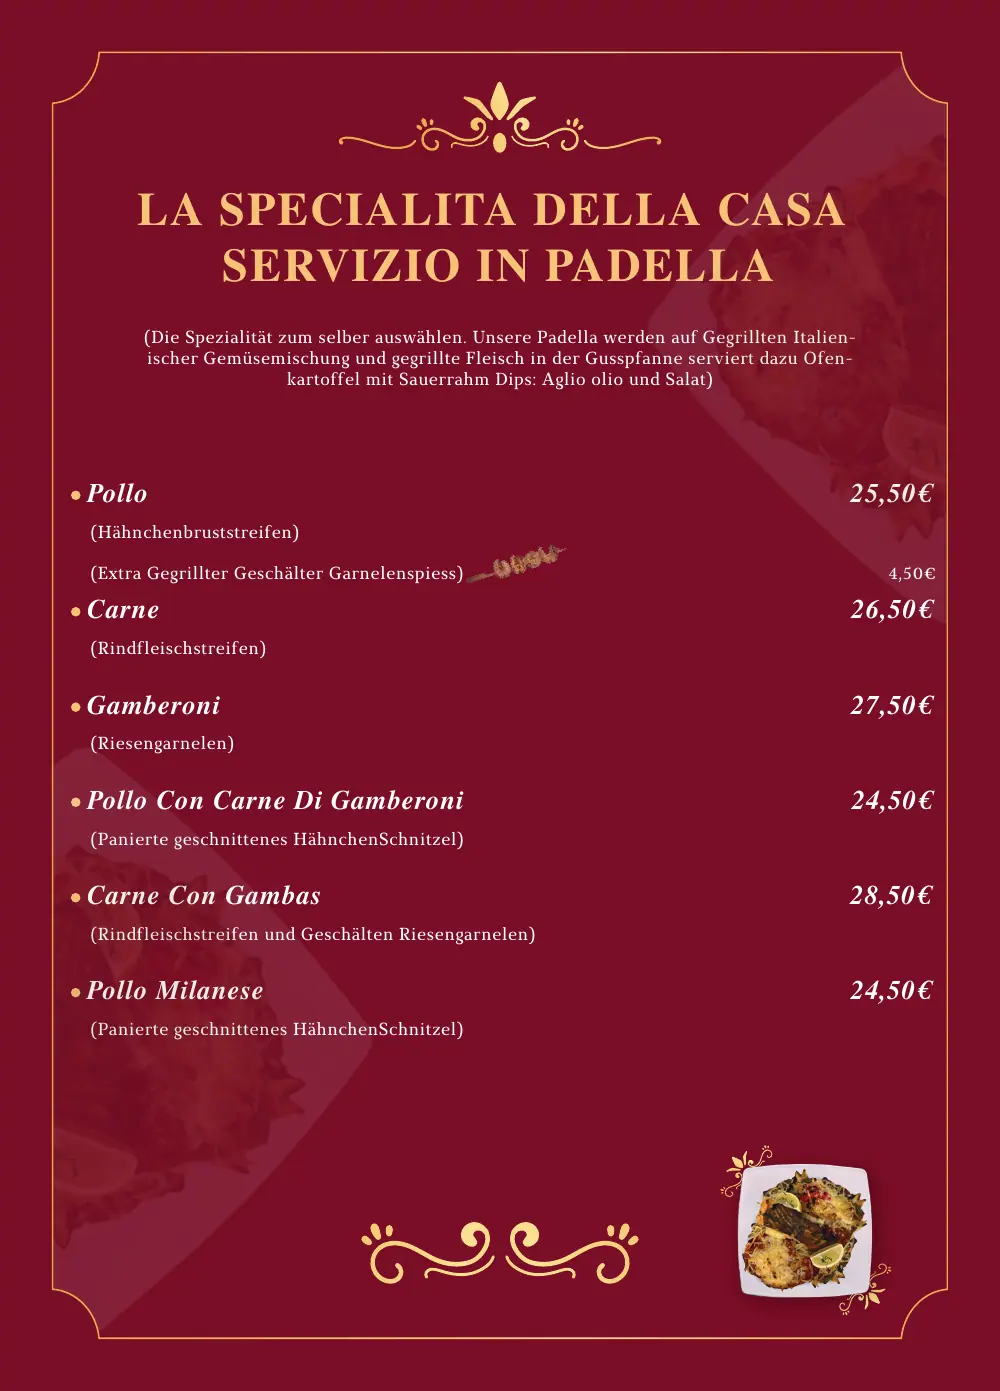 LA SPECIALITA DELLA CASA
SERVIZIO IN PADELLA
(Die Spezialität zum selber auswählen. Unsere Padella werden auf Gegrillten Italien-
ischer Gemüsemischung und gegrillte Fleisch in der Gusspfanne serviert dazu Ofen-
kartoffel mit Sauerrahm Dips: Aglio olio und Salat)
• Pollo 25,50€
(Hähnchenbruststreifen)
(Extra Gegrillter Geschälter Garnelenspiess) 4,50€
• Carne 26,50€
(Rindfleischstreifen)
• Gamberoni 27,50€
(Riesengarnelen)
• Pollo Con Carne Di Gamberoni 24,50€
(Panierte geschnittenes HähnchenSchnitzel)
• Carne Con Gambas 28,50€
(Rindfleischstreifen und Geschälten Riesengarnelen)
• Pollo Milanese 24,50€
(Panierte geschnittenes HähnchenSchnitzel)